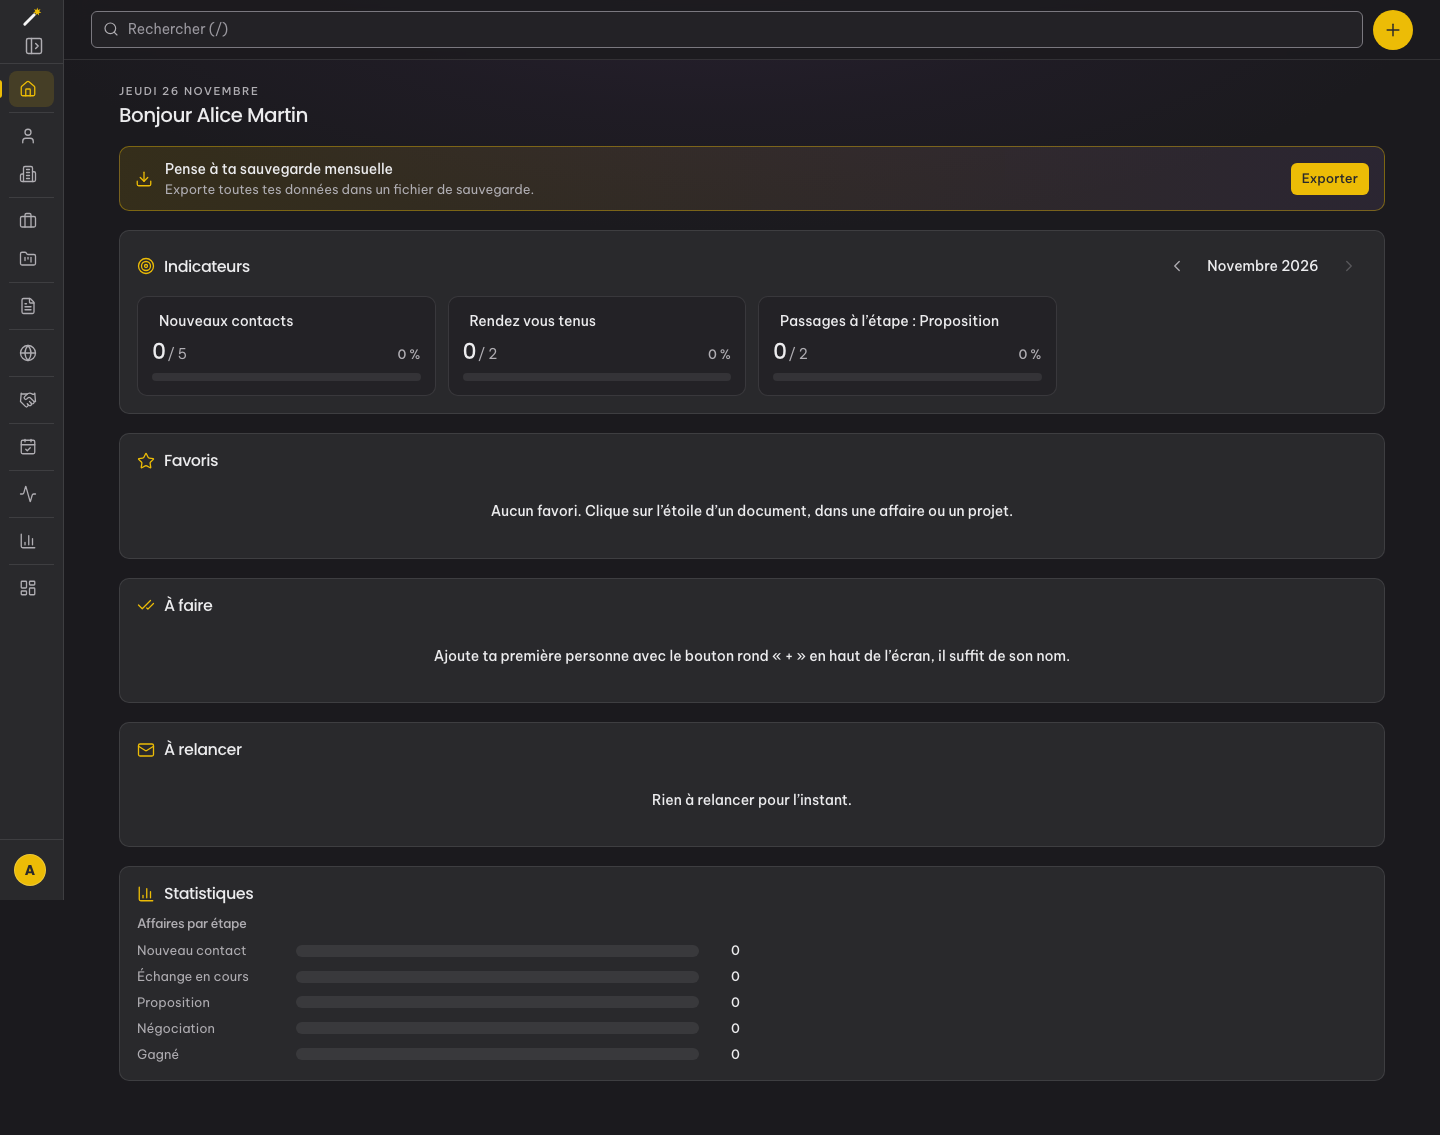 Rechercher (/)
JEUDI 26 NOVEMBRE
Bonjour Alice Martin
Pense à ta sauvegarde mensuelle
Exporte toutes tes données dans un fichier de sauvegarde.
Exporter
Indicateurs
Novembre 2026
Nouveaux contacts
0 / 5
0 %
Rendez vous tenus
0 / 2
0 %
Passages à l’étape : Proposition
0 / 2
0 %
Favoris
Aucun favori. Clique sur l’étoile d’un document, dans une affaire ou un projet.
À faire
Ajoute ta première personne avec le bouton rond « + » en haut de l’écran, il suffit de son nom.
À relancer
Rien à relancer pour l’instant.
A
Statistiques
Affaires par étape
Nouveau contact 0
Échange en cours 0
Proposition 0
Négociation 0
Gagné 0